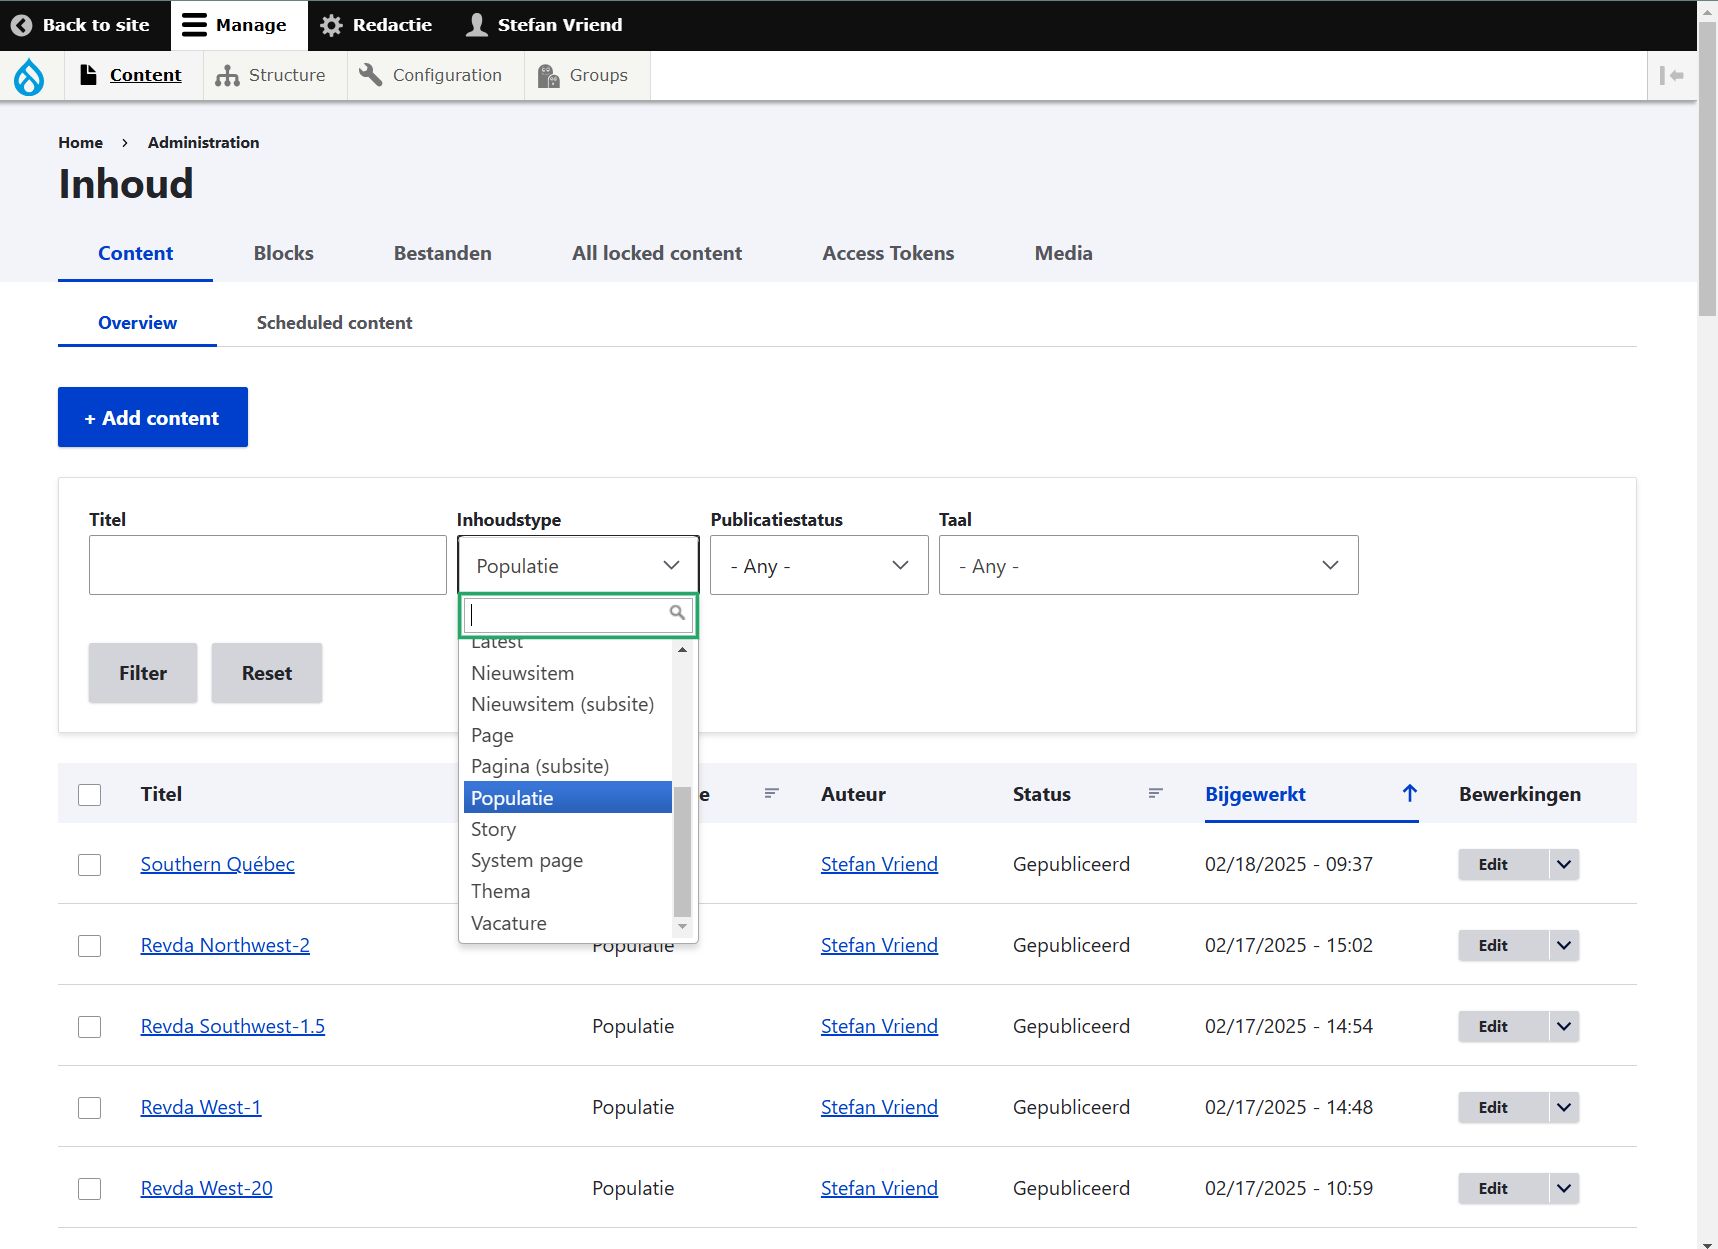 Back to site Manage Redactie Stefan Vriend
Content Structure Configuration Groups
Home › Administration
Inhoud
Content Blocks Bestanden All locked content Access Tokens Media
Overview Scheduled content
+ Add content
Titel Inhoudstype Publicatiestatus Taal
Populatie - Any - - Any -
Filter Reset
Latest
Nieuwsitem
Nieuwsitem (subsite)
Page
Pagina (subsite)
Populatie
Story
System page
Thema
Vacature
Titel e Auteur Status Bijgewerkt Bewerkingen
Southern Québec Stefan Vriend Gepubliceerd 02/18/2025 - 09:37 Edit
Revda Northwest-2 Populatie Stefan Vriend Gepubliceerd 02/17/2025 - 15:02 Edit
Revda Southwest-1.5 Populatie Stefan Vriend Gepubliceerd 02/17/2025 - 14:54 Edit
Revda West-1 Populatie Stefan Vriend Gepubliceerd 02/17/2025 - 14:48 Edit
Revda West-20 Populatie Stefan Vriend Gepubliceerd 02/17/2025 - 10:59 Edit